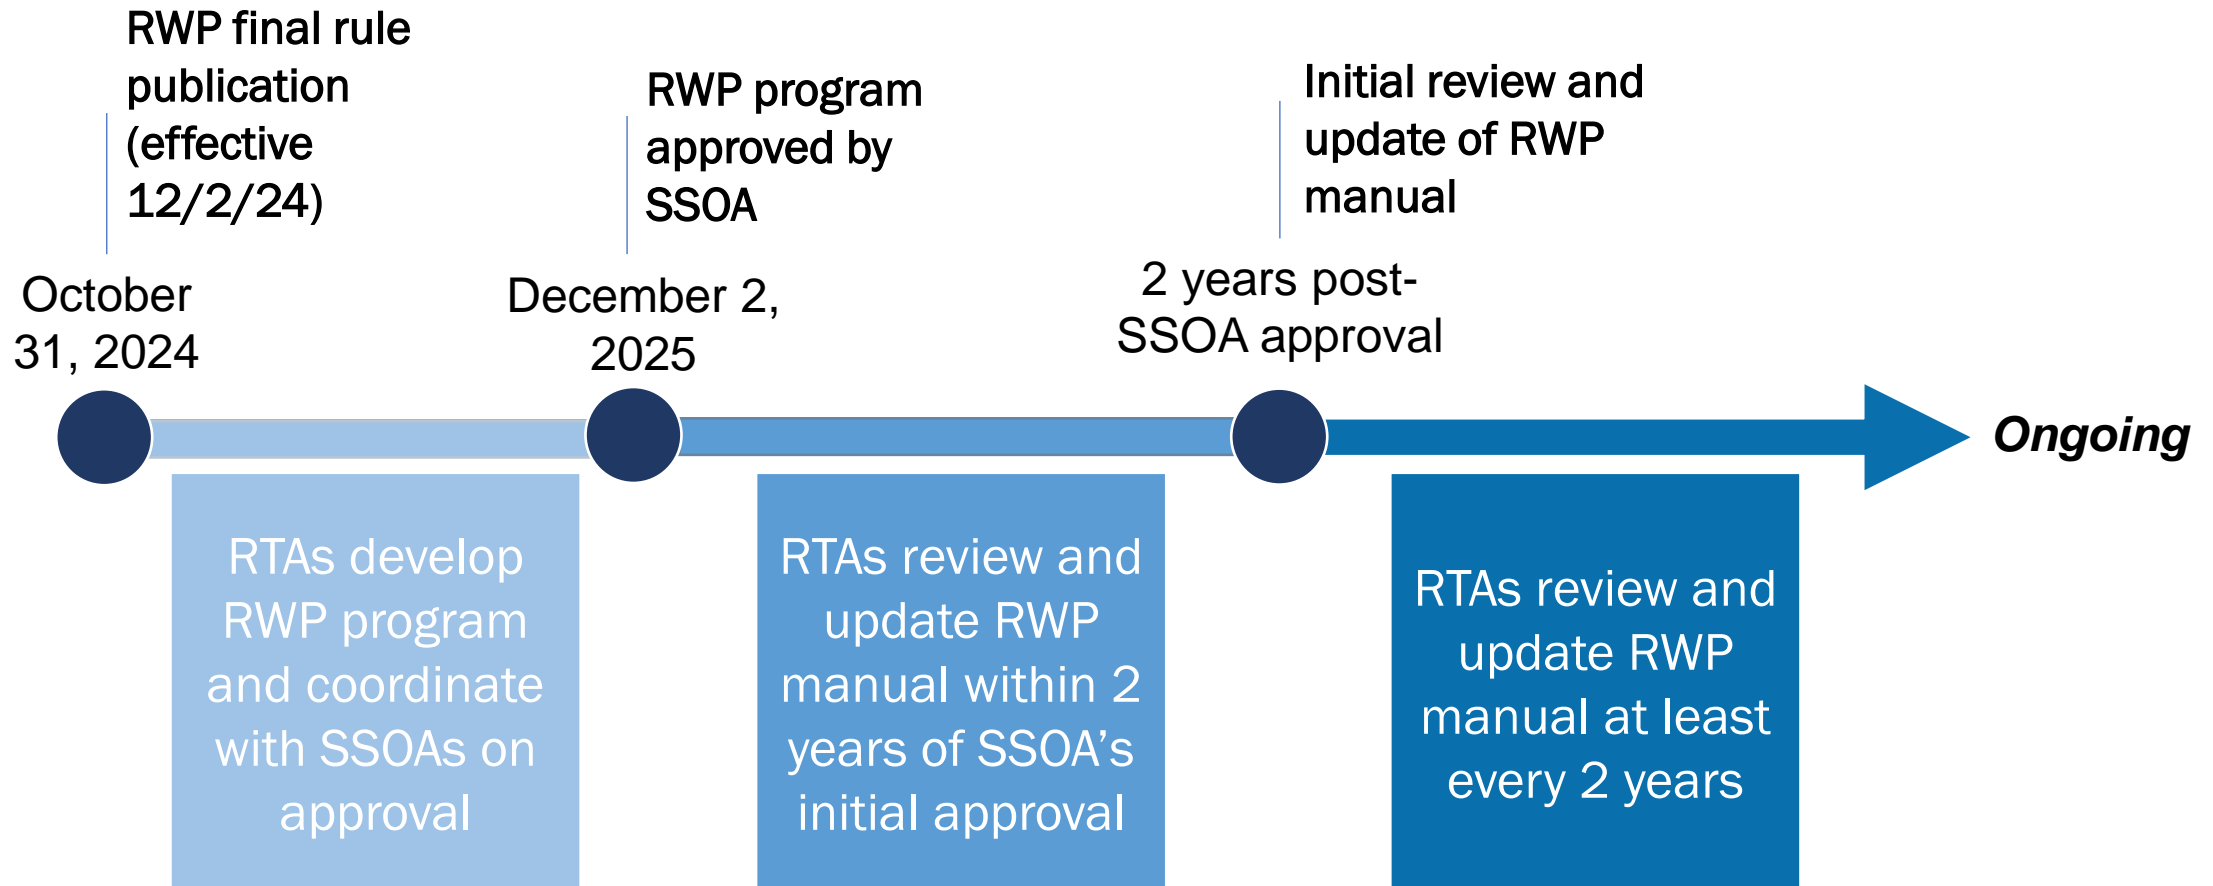 RWP final rule
publication
(effective
12/2/24)
October
31, 2024
RWP program
approved by
SSOA
December 2,
2025
Initial review and
update of RWP
manual
2 years post-
SSOA approval
Ongoing
RTAs develop
RWP program
and coordinate
with SSOAs on
approval
RTAs review and
update RWP
manual within 2
years of SSOA’s
initial approval
RTAs review and
update RWP
manual at least
every 2 years